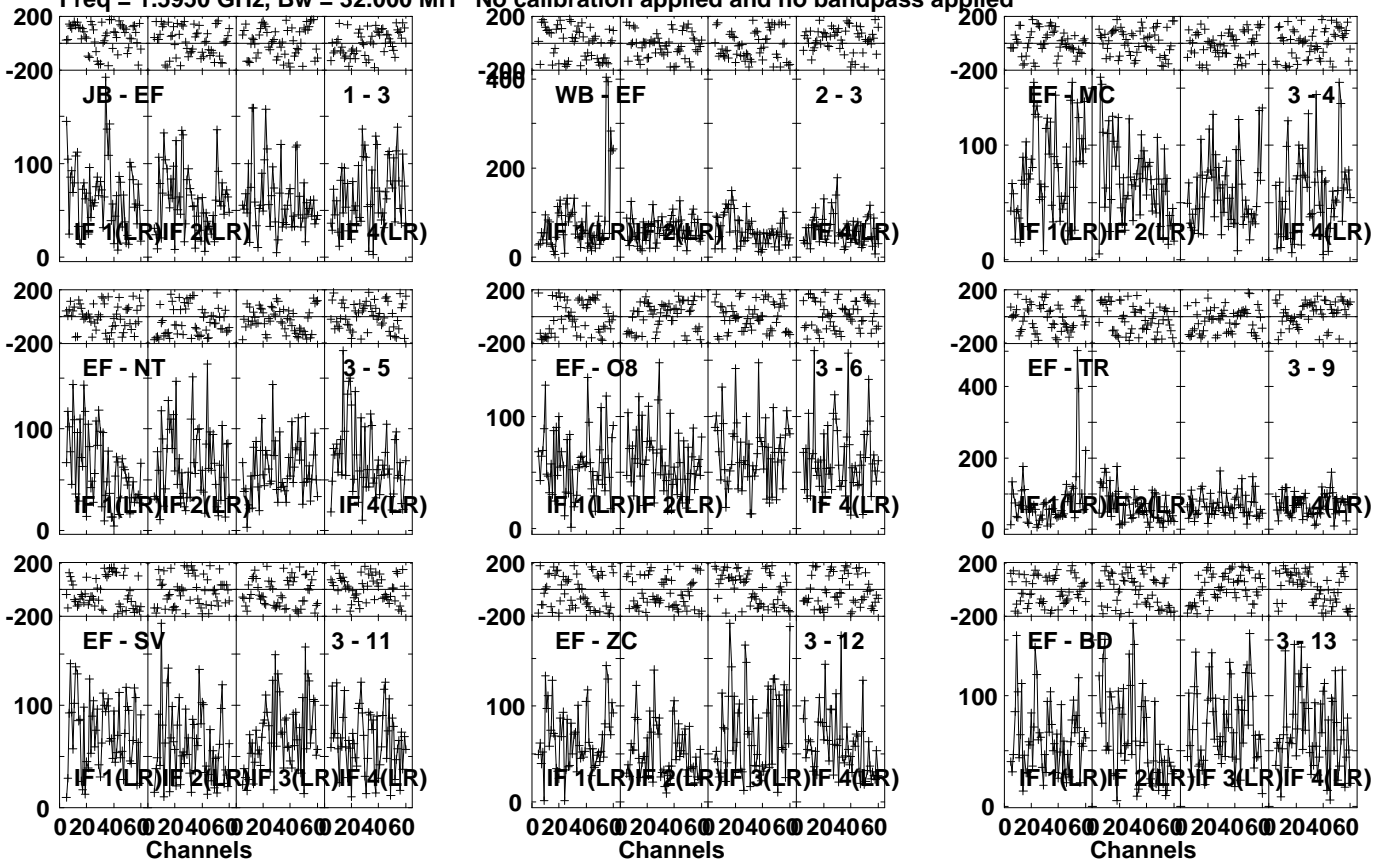 Freq = 1.5950 GHz, Bw = 32.000 MH No calibration applied and no bandpass applied
200
-200
JB - EF 1 - 3
100
0
IF 1(LR) IF 2(LR) IF 4(LR)
200
-200
400
WB - EF 2 - 3
200
0
IF 1(LR) IF 2(LR) IF 4(LR)
200
-200
EF - MC 3 - 4
100
0
IF 1(LR) IF 2(LR) IF 4(LR)
200
-200
EF - NT 3 - 5
100
0
IF 1(LR) IF 2(LR) IF 4(LR)
200
-200
EF - O8 3 - 6
100
0
IF 1(LR) IF 2(LR) IF 4(LR)
200
-200
EF - TR 3 - 9
400
200
0
IF 1(LR) IF 2(LR) IF 4(LR)
200
-200
EF - SV 3 - 11
100
0
IF 1(LR) IF 2(LR) IF 3(LR) IF 4(LR)
0 20 40 60 0 20 40 60 0 20 40 60 0 20 40 60
Channels
200
-200
EF - ZC 3 - 12
100
0
IF 1(LR) IF 2(LR) IF 3(LR) IF 4(LR)
0 20 40 60 0 20 40 60 0 20 40 60 0 20 40 60
Channels
200
-200
EF - BD 3 - 13
100
0
IF 1(LR) IF 2(LR) IF 3(LR) IF 4(LR)
0 20 40 60 0 20 40 60 0 20 40 60 0 20 40 60
Channels